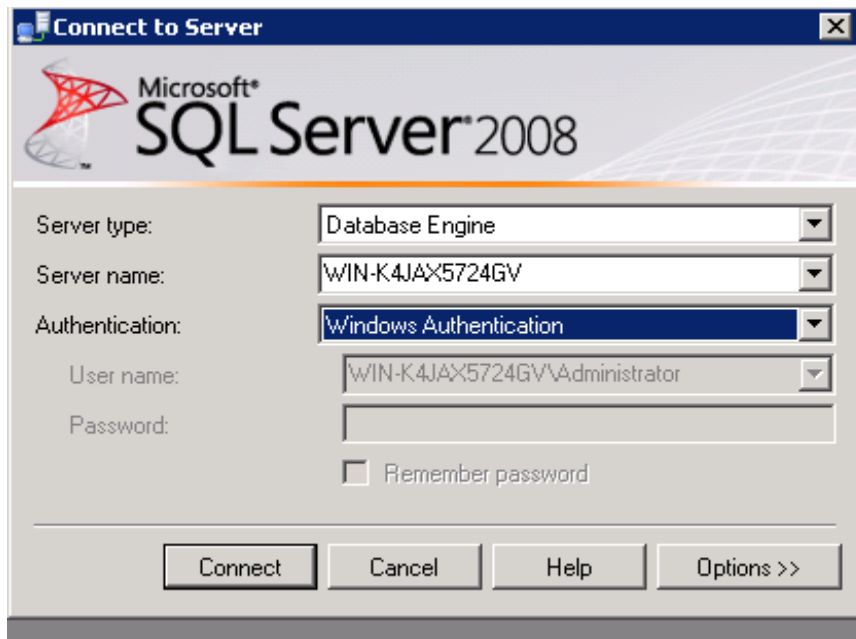 Connect to Server
Microsoft®
SQL Server® 2008
™
Server type: Database Engine
Server name: WIN-K4JAX5724GV
Authentication: Windows Authentication
User name: WIN-K4JAX5724GV\Administrator
Password:
Remember password
Connect Cancel Help Options >>